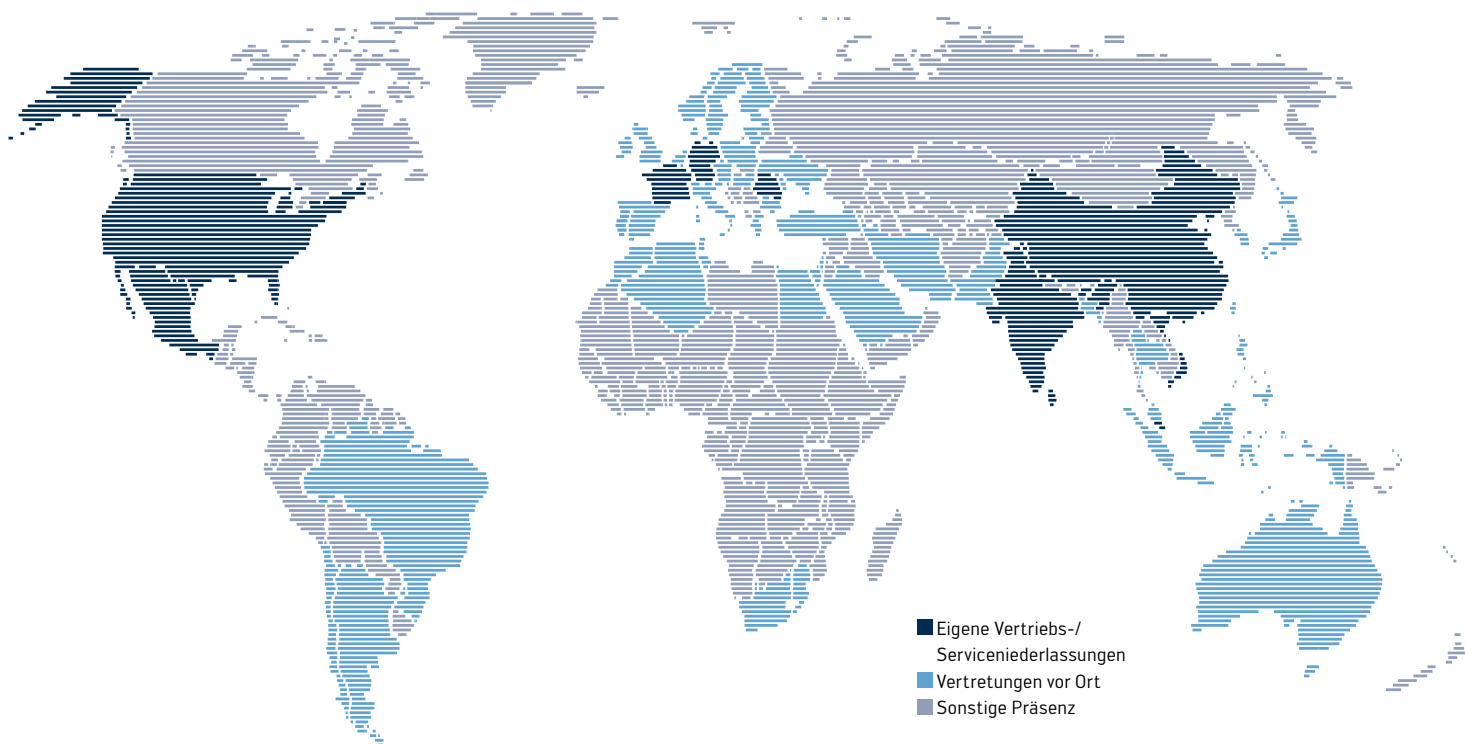 Eigene Vertriebs-/
Serviceniederlassungen
Vertretungen vor Ort
Sonstige Präsenz